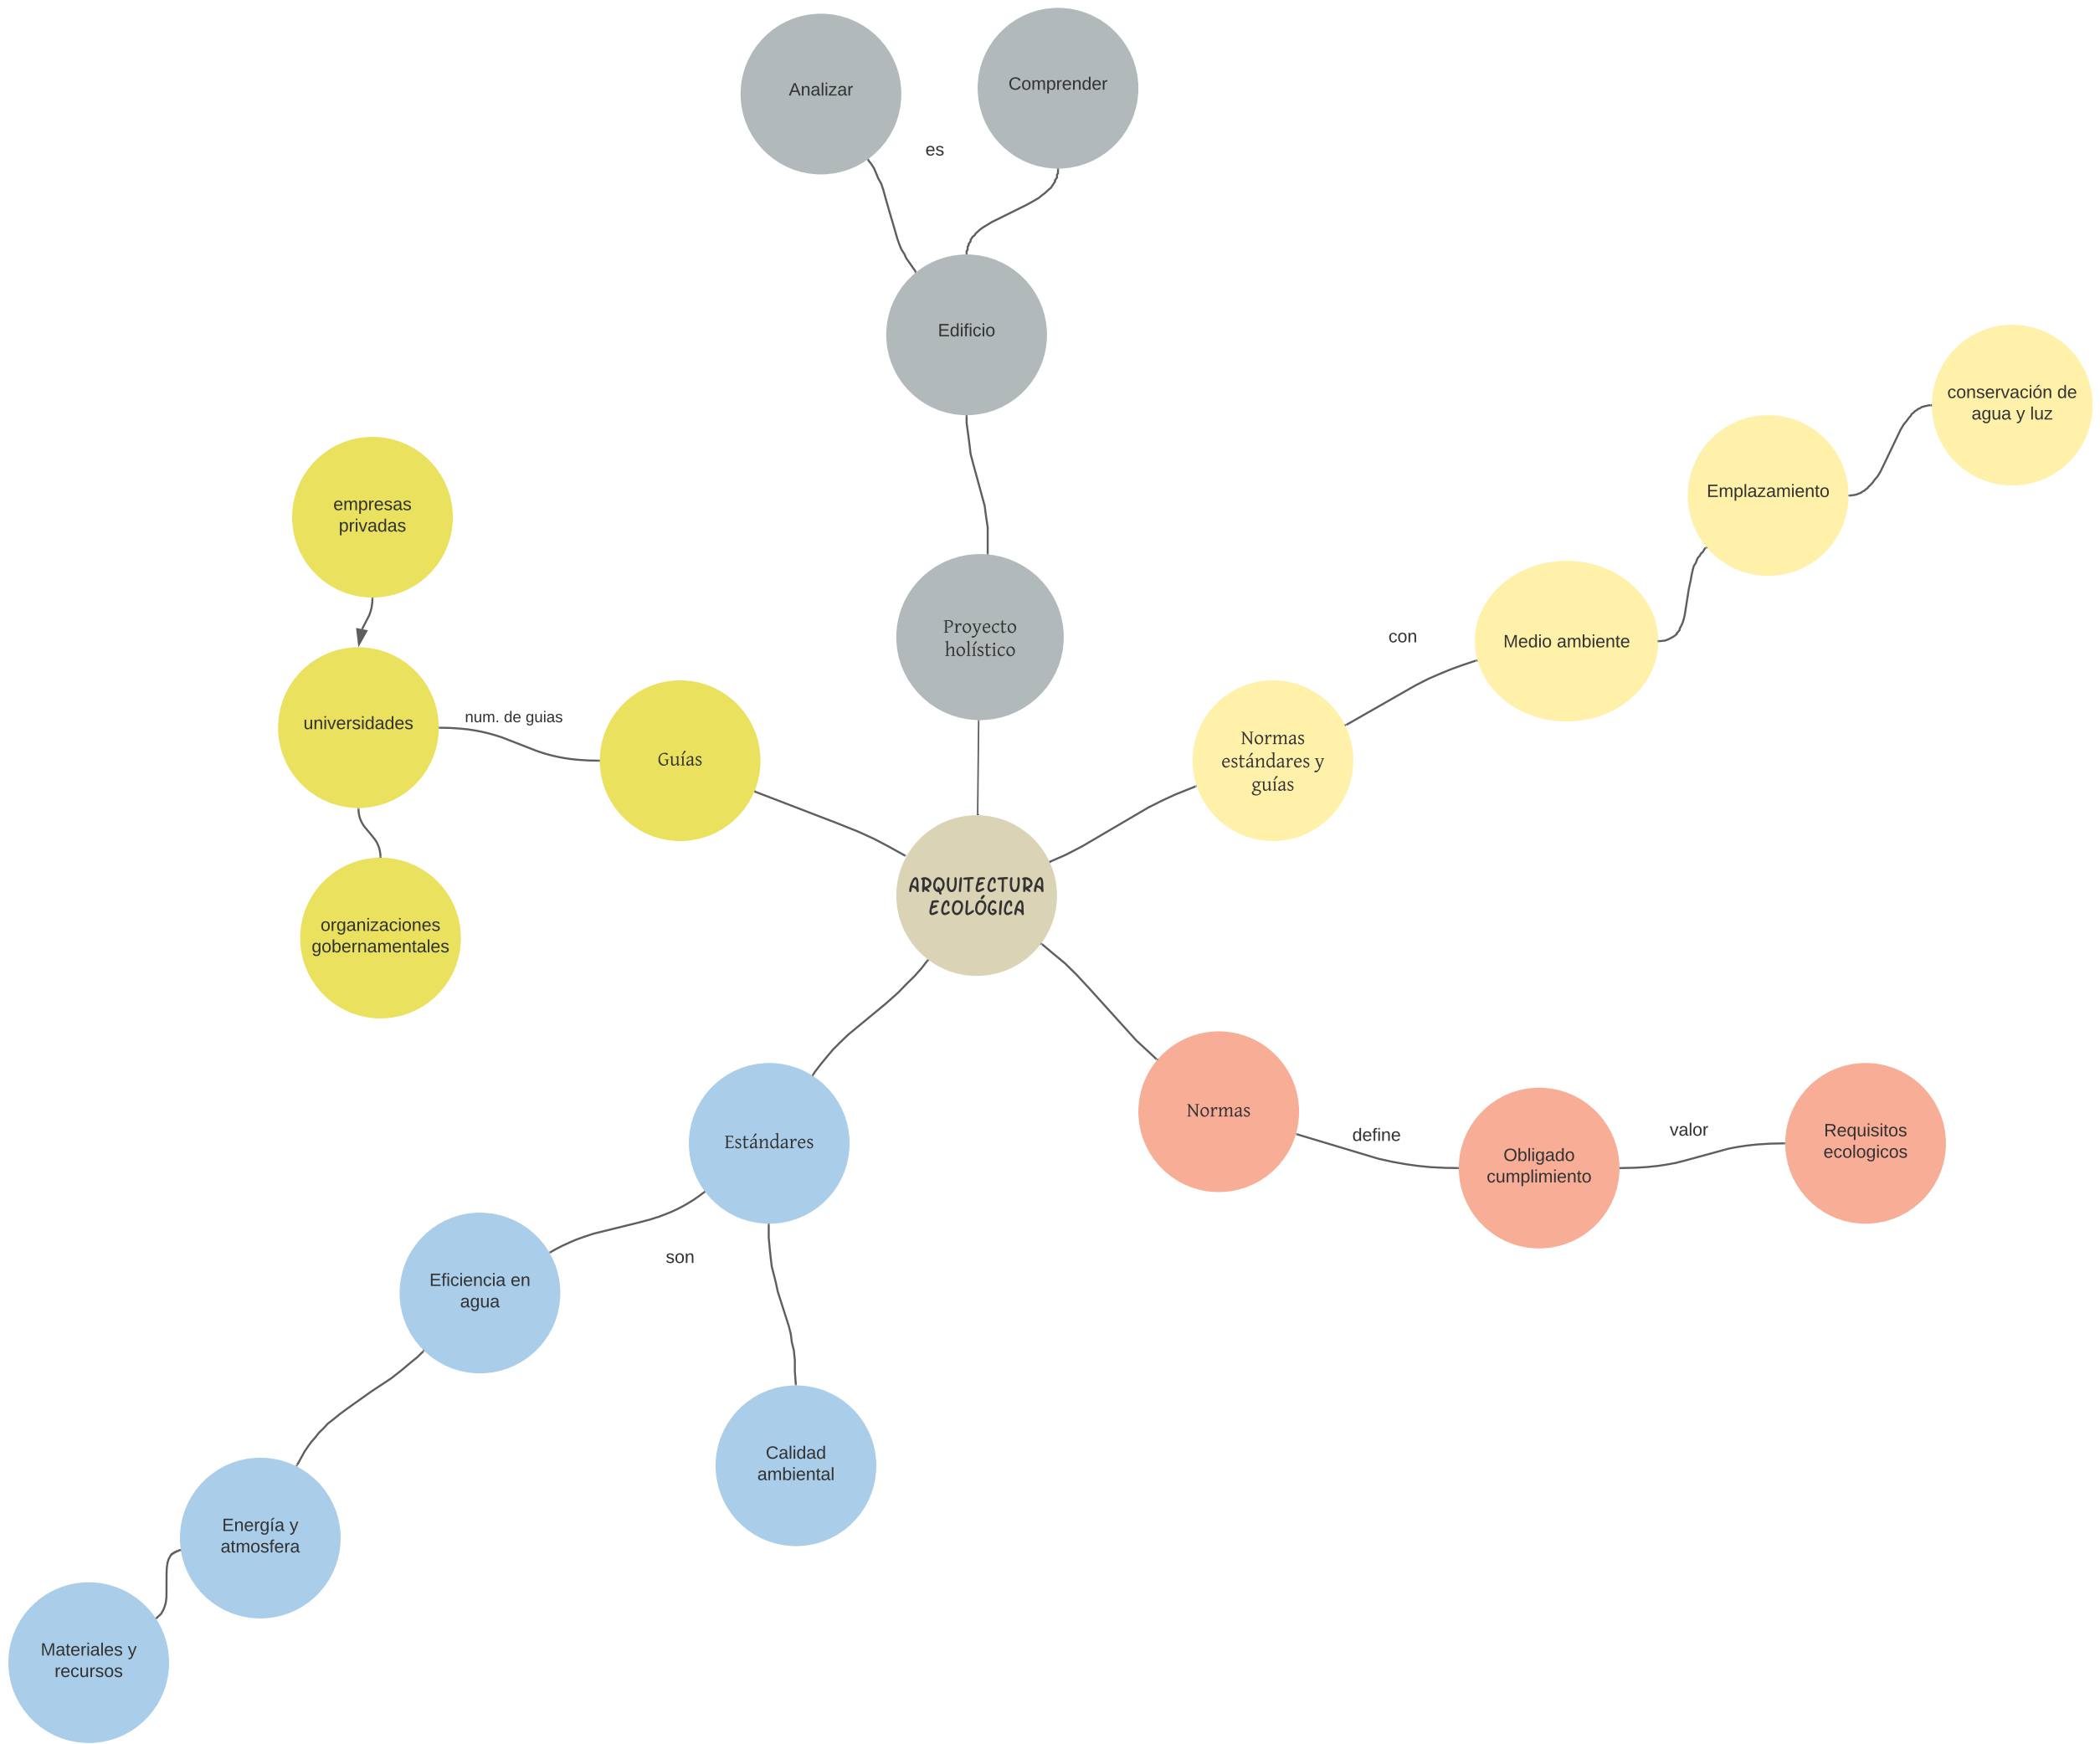 Analizar
Comprender
es
Edificio
conservación de
agua y luz
Emplazamiento
empresas
privadas
Proyecto
holístico
con
Medio ambiente
universidades
num. de guias
Guías
Normas
estándares y
guías
ARQUITECTURA
ECOLÓGICA
organizaciones
gobernamentales
Estándares
Normas
define
Obligado
cumplimiento
valor
Requisitos
ecologicos
son
Eficiencia en
agua
Calidad
ambiental
Energía y
atmosfera
Materiales y
recursos